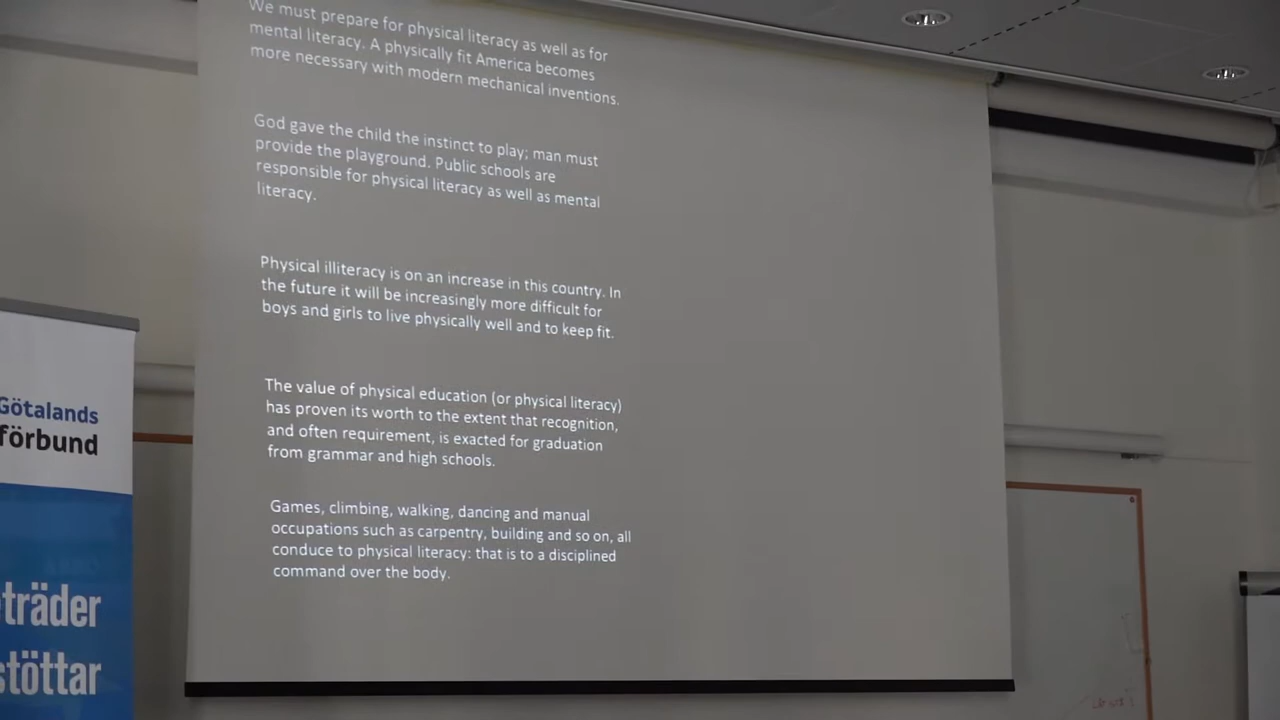 We must prepare for physical literacy as well as for
mental literacy. A physically fit America becomes
more necessary with modern mechanical inventions.
God gave the child the instinct to play; man must
provide the playground. Public schools are
responsible for physical literacy as well as mental
literacy.
Physical illiteracy is on an increase in this country. In
the future it will be increasingly more difficult for
boys and girls to live physically well and to keep fit.
The value of physical education (or physical literacy)
has proven its worth to the extent that recognition,
and often requirement, is exacted for graduation
from grammar and high schools.
Games, climbing, walking, dancing and manual
occupations such as carpentry, building and so on, all
conduce to physical literacy: that is to a disciplined
command over the body.
Götalands
förbund
träder
stöttar